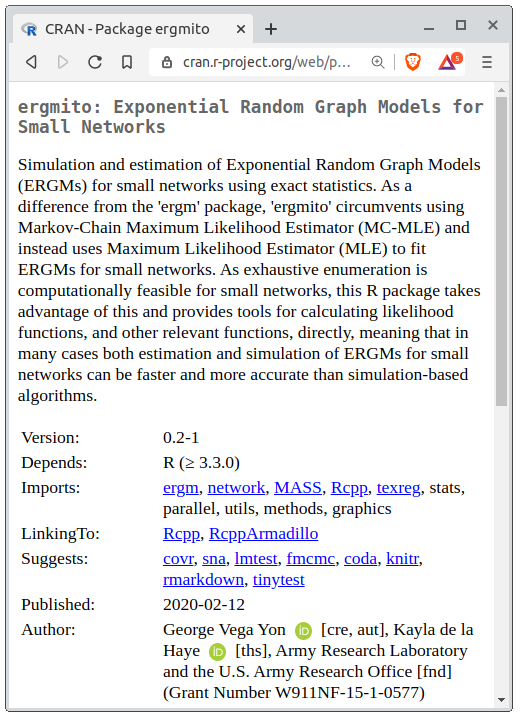 CRAN - Package ergmito
cran.r-project.org/web/p…
5
ergmito: Exponential Random Graph Models for
Small Networks
Simulation and estimation of Exponential Random Graph Models
(ERGMs) for small networks using exact statistics. As a
difference from the 'ergm' package, 'ergmito' circumvents using
Markov-Chain Maximum Likelihood Estimator (MC-MLE) and
instead uses Maximum Likelihood Estimator (MLE) to fit
ERGMs for small networks. As exhaustive enumeration is
computationally feasible for small networks, this R package takes
advantage of this and provides tools for calculating likelihood
functions, and other relevant functions, directly, meaning that in
many cases both estimation and simulation of ERGMs for small
networks can be faster and more accurate than simulation-based
algorithms.
Version: 0.2-1
Depends: R (≥ 3.3.0)
Imports: ergm, network, MASS, Rcpp, texreg, stats,
parallel, utils, methods, graphics
LinkingTo: Rcpp, RcppArmadillo
Suggests: covr, sna, lmtest, fmcmc, coda, knitr,
rmarkdown, tinytest
Published: 2020-02-12
Author: George Vega Yon iD [cre, aut], Kayla de la
Haye iD [ths], Army Research Laboratory
and the U.S. Army Research Office [fnd]
(Grant Number W911NF-15-1-0577)